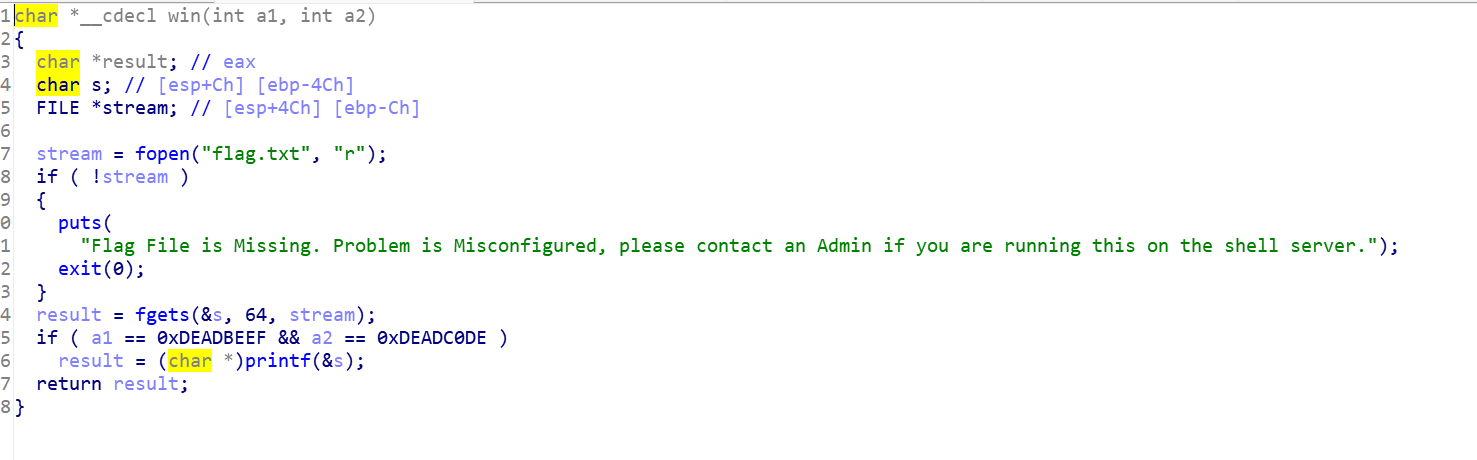 1 char *__cdecl win(int a1, int a2)
2 {
3   char *result; // eax
4   char s; // [esp+Ch] [ebp-4Ch]
5   FILE *stream; // [esp+4Ch] [ebp-Ch]
6
7   stream = fopen("flag.txt", "r");
8   if ( !stream )
9   {
0     puts(
1       "Flag File is Missing. Problem is Misconfigured, please contact an Admin if you are running this on the shell server.");
2     exit(0);
3   }
4   result = fgets(&s, 64, stream);
5   if ( a1 == 0xDEADBEEF && a2 == 0xDEADC0DE )
6     result = (char *)printf(&s);
7   return result;
8 }